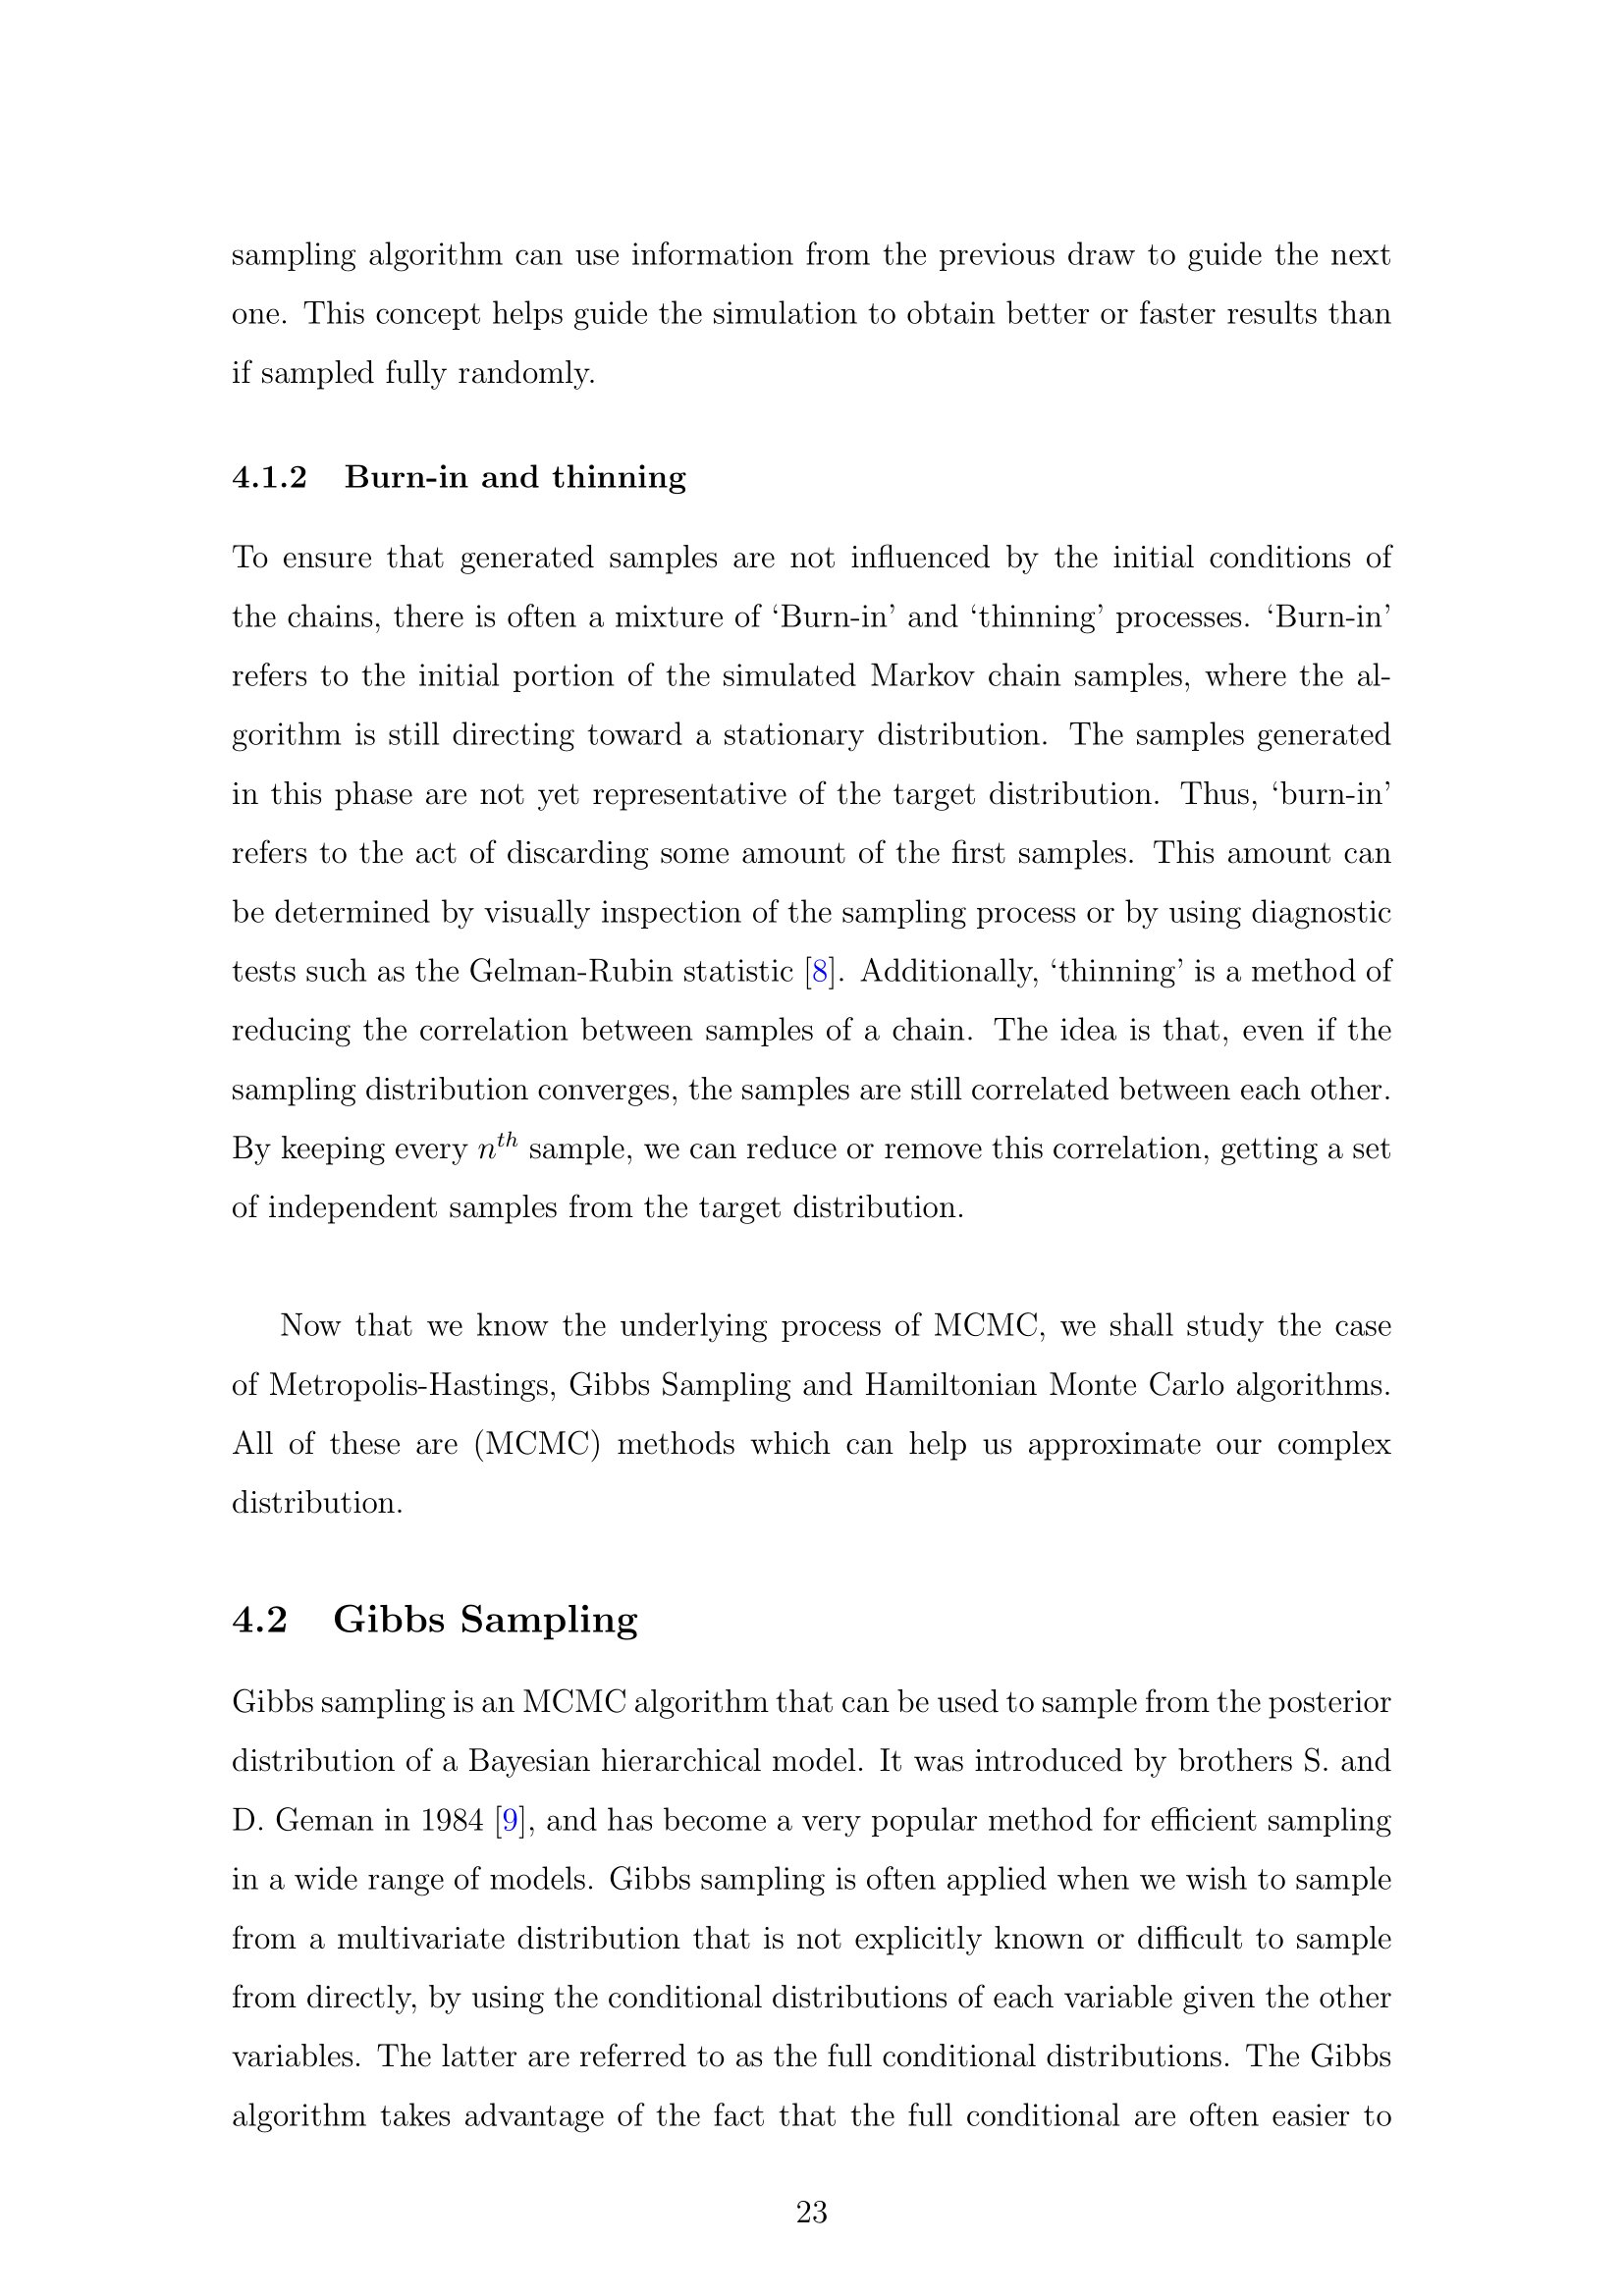 sampling algorithm can use information from the previous draw to guide the next
one. This concept helps guide the simulation to obtain better or faster results than
if sampled fully randomly.
4.1.2 Burn-in and thinning
To ensure that generated samples are not influenced by the initial conditions of
the chains, there is often a mixture of ‘Burn-in’ and ‘thinning’ processes. ‘Burn-in’
refers to the initial portion of the simulated Markov chain samples, where the al-
gorithm is still directing toward a stationary distribution. The samples generated
in this phase are not yet representative of the target distribution. Thus, ‘burn-in’
refers to the act of discarding some amount of the first samples. This amount can
be determined by visually inspection of the sampling process or by using diagnostic
tests such as the Gelman-Rubin statistic [8]. Additionally, ‘thinning’ is a method of
reducing the correlation between samples of a chain. The idea is that, even if the
sampling distribution converges, the samples are still correlated between each other.
By keeping every n^{th} sample, we can reduce or remove this correlation, getting a set
of independent samples from the target distribution.
Now that we know the underlying process of MCMC, we shall study the case
of Metropolis-Hastings, Gibbs Sampling and Hamiltonian Monte Carlo algorithms.
All of these are (MCMC) methods which can help us approximate our complex
distribution.
4.2 Gibbs Sampling
Gibbs sampling is an MCMC algorithm that can be used to sample from the posterior
distribution of a Bayesian hierarchical model. It was introduced by brothers S. and
D. Geman in 1984 [9], and has become a very popular method for efficient sampling
in a wide range of models. Gibbs sampling is often applied when we wish to sample
from a multivariate distribution that is not explicitly known or difficult to sample
from directly, by using the conditional distributions of each variable given the other
variables. The latter are referred to as the full conditional distributions. The Gibbs
algorithm takes advantage of the fact that the full conditional are often easier to
23